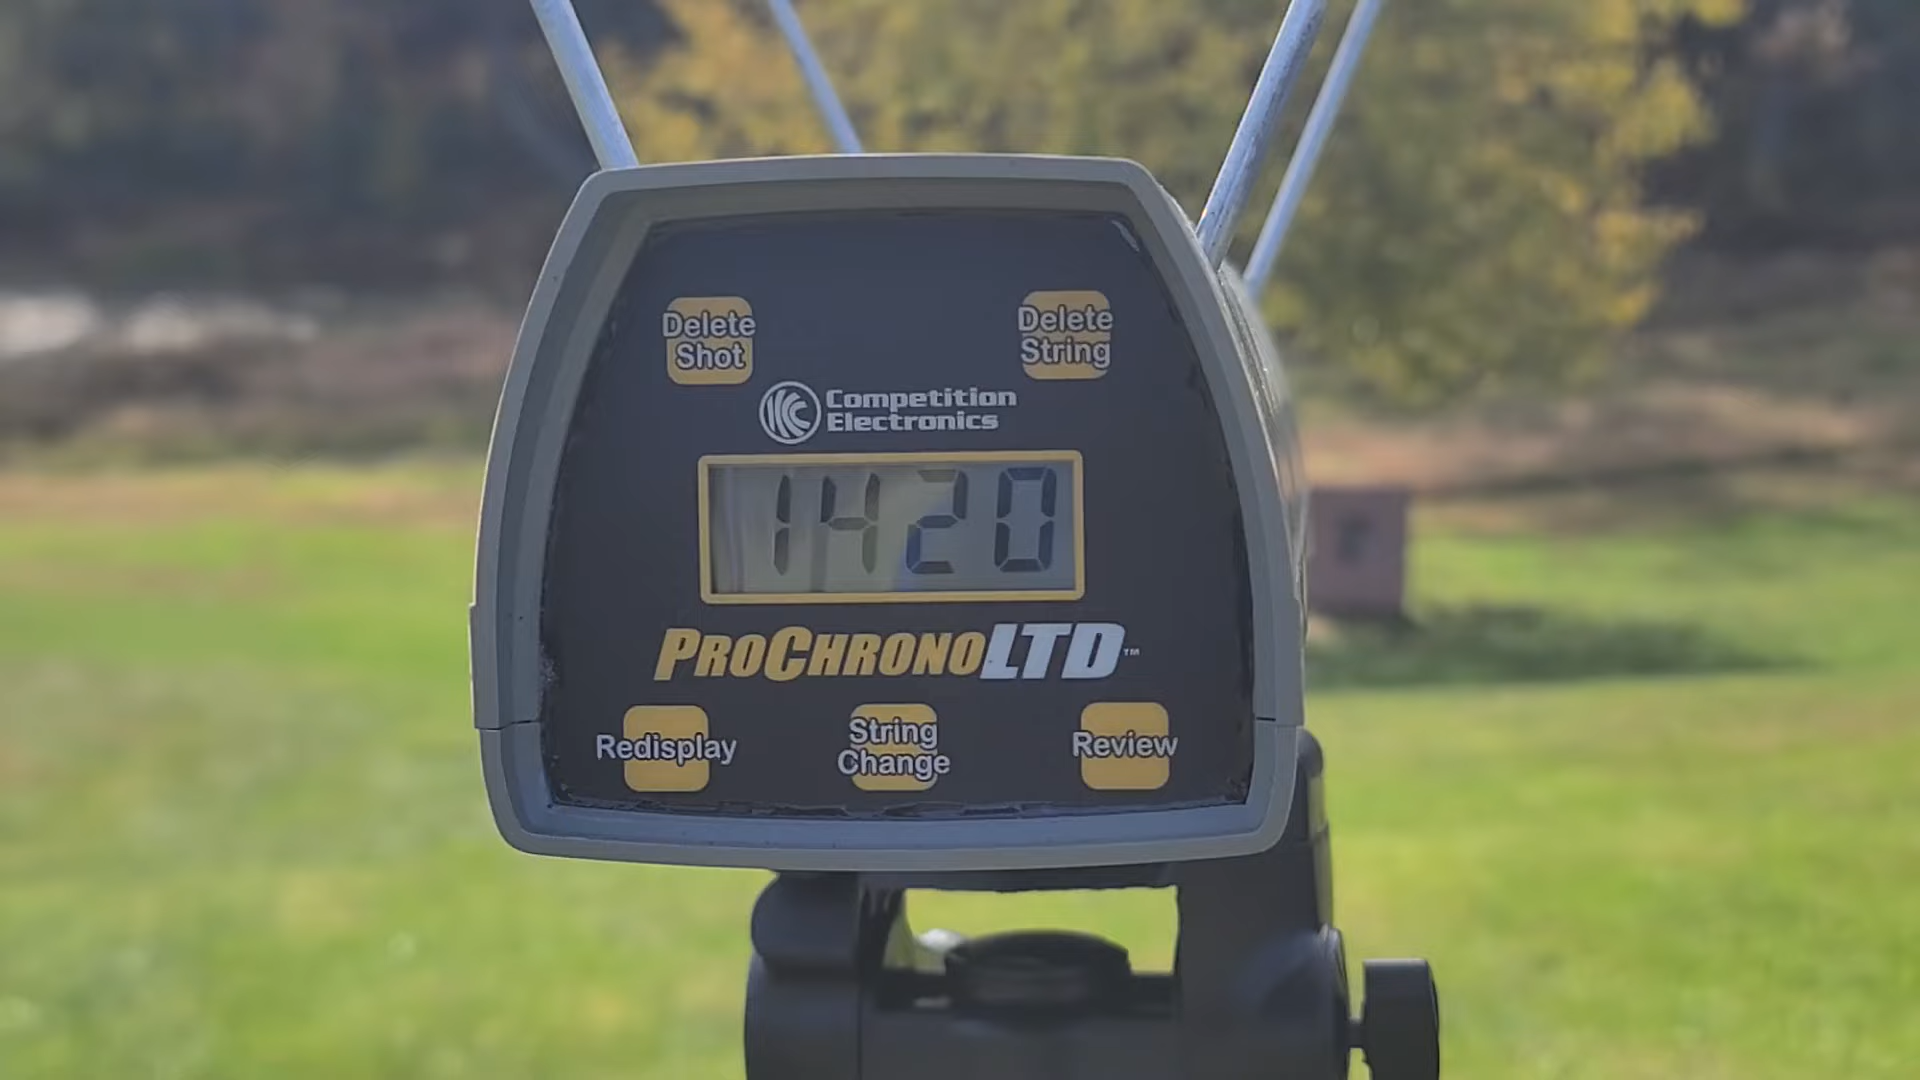 Delete
Shot
Delete
String
Competition
Electronics
1420
PROCHRONOLTD™
Redisplay
String
Change
Review